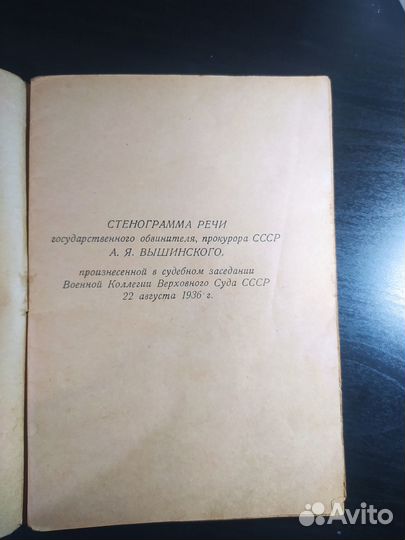 СТЕНОГРАММА РЕЧИ
государственного обвинителя, прокурора СССР
А. Я. ВЫШИНСКОГО,
произнесенной в судебном заседании
Военной Коллегии Верховного Суда СССР
22 августа 1936 г.
Avito